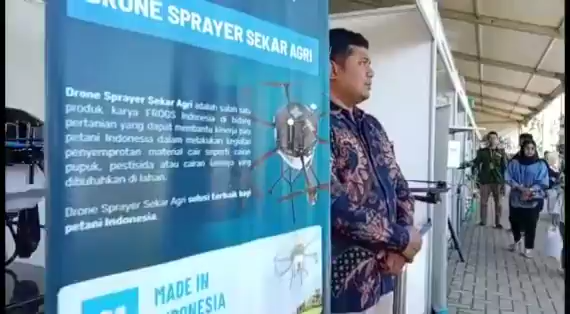 DRONE SPRAYER SEKAR AGRI
Drone Sprayer Sekar Agri adalah salah satu
produk karya FROGS Indonesia di bidang
pertanian yang dapat membantu kinerja para
petani Indonesia dalam melakukan kegiatan
penyemprotan material cair seperti cairan
pupuk, pestisida atau cairan lainnya yang
dibutuhkan di lahan.
Drone Sprayer Sekar Agri solusi terbaik bagi
petani Indonesia.
MADE IN
INDONESIA